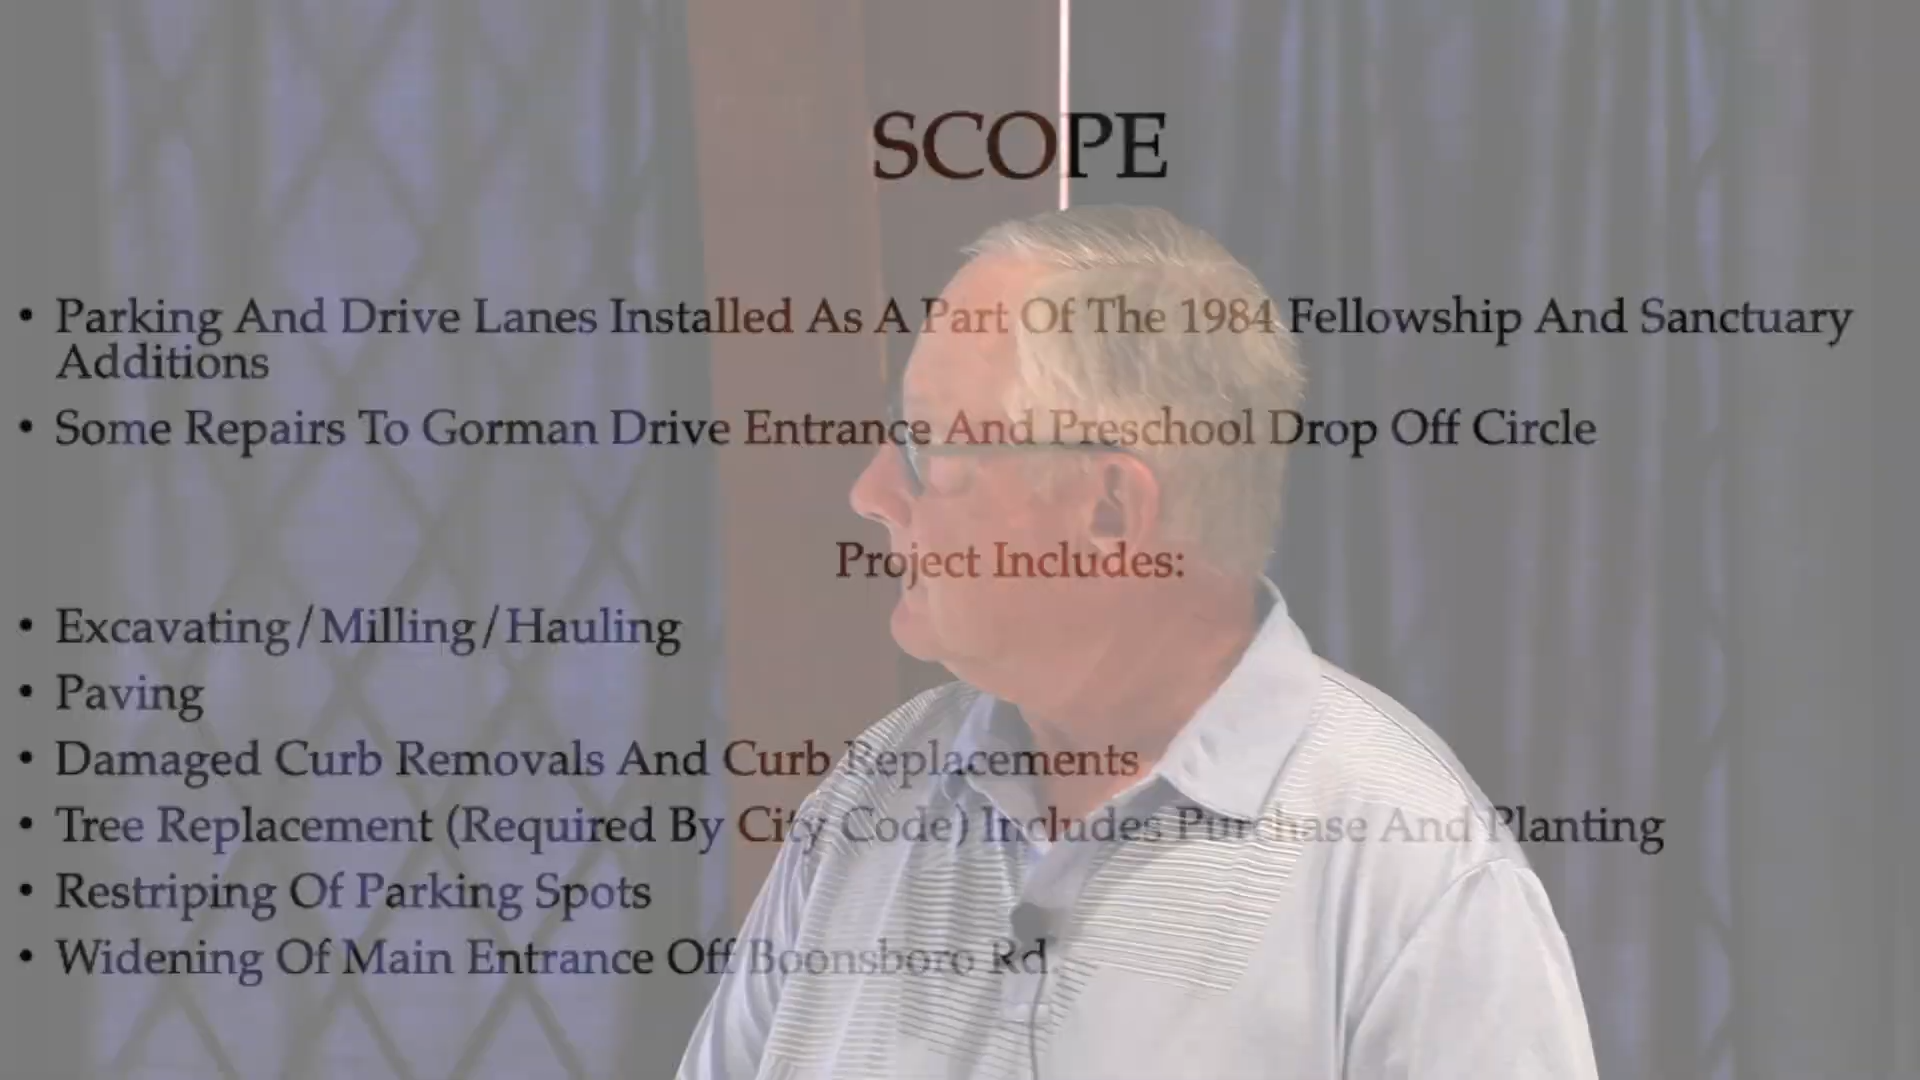 SCOPE
• Parking And Drive Lanes Installed As A Part Of The 1984 Fellowship And Sanctuary
Additions
• Some Repairs To Gorman Drive Entrance And Preschool Drop Off Circle
Project Includes:
• Excavating/Milling/Hauling
• Paving
• Damaged Curb Removals And Curb Replacements
• Tree Replacement (Required By City Code) Includes Purchase And Planting
• Restriping Of Parking Spots
• Widening Of Main Entrance Off Boonsboro Rd.